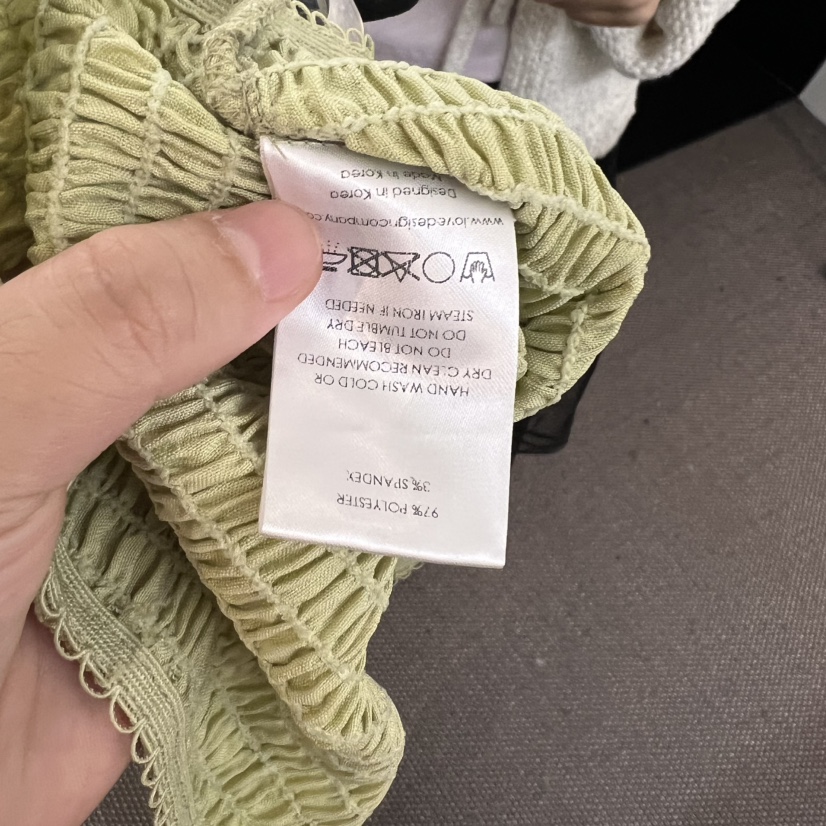 97% POLYESTER
3% SPANDEX
HAND WASH COLD OR
DRY CLEAN RECOMMENDED
DO NOT BLEACH
DO NOT TUMBLE DRY
STEAM IRON IF NEEDED
www.lovedesigncompany.co
Designed in Korea
Made in Korea